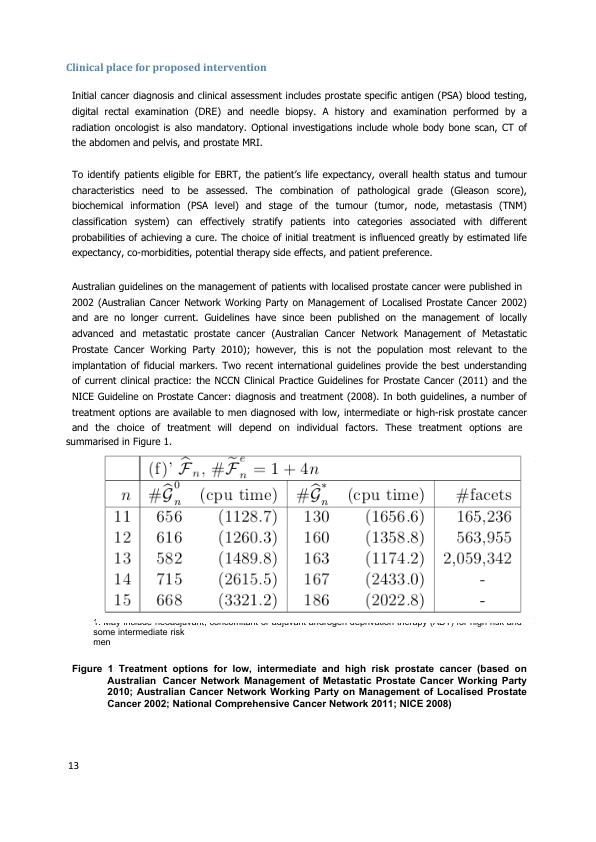 Clinical place for proposed intervention
Initial cancer diagnosis and clinical assessment includes prostate specific antigen (PSA) blood testing,
digital rectal examination (DRE) and needle biopsy. A history and examination performed by a
radiation oncologist is also mandatory. Optional investigations include whole body bone scan, CT of
the abdomen and pelvis, and prostate MRI.
To identify patients eligible for EBRT, the patient's life expectancy, overall health status and tumour
characteristics need to be assessed. The combination of pathological grade (Gleason score),
biochemical information (PSA level) and stage of the tumour (tumor, node, metastasis (TNM)
classification system) can effectively stratify patients into categories associated with different
probabilities of achieving a cure. The choice of initial treatment is influenced greatly by estimated life
expectancy, co-morbidities, potential therapy side effects, and patient preference.
Australian guidelines on the management of patients with localised prostate cancer were published in
2002 (Australian Cancer Network Working Party on Management of Localised Prostate Cancer 2002)
and are no longer current. Guidelines have since been published on the management of locally
advanced and metastatic prostate cancer (Australian Cancer Network Management of Metastatic
Prostate Cancer Working Party 2010); however, this is not the population most relevant to the
implantation of fiducial markers. Two recent international guidelines provide the best understanding
of current clinical practice: the NCCN Clinical Practice Guidelines for Prostate Cancer (2011) and the
NICE Guideline on Prostate Cancer: diagnosis and treatment (2008). In both guidelines, a number of
treatment options are available to men diagnosed with low, intermediate or high-risk prostate cancer
and the choice of treatment will depend on individual factors. These treatment options are
summarised in Figure 1.
(f)' $\widehat{\mathcal{F}}_n$, $\#\widetilde{\mathcal{F}}_n^e = 1 + 4n$
n $\#\widehat{\mathcal{G}}_n^0$ (cpu time) $\#\widehat{\mathcal{G}}_n^*$ (cpu time) #facets
11 656 (1128.7) 130 (1656.6) 165,236
12 616 (1260.3) 160 (1358.8) 563,955
13 582 (1489.8) 163 (1174.2) 2,059,342
14 715 (2615.5) 167 (2433.0) -
15 668 (3321.2) 186 (2022.8) -
1. May include neoadjuvant, concomitant or adjuvant androgen deprivation therapy (ADT) for high risk and
some intermediate risk
men
Figure 1 Treatment options for low, intermediate and high risk prostate cancer (based on
Australian Cancer Network Management of Metastatic Prostate Cancer Working Party
2010; Australian Cancer Network Working Party on Management of Localised Prostate
Cancer 2002; National Comprehensive Cancer Network 2011; NICE 2008)
13